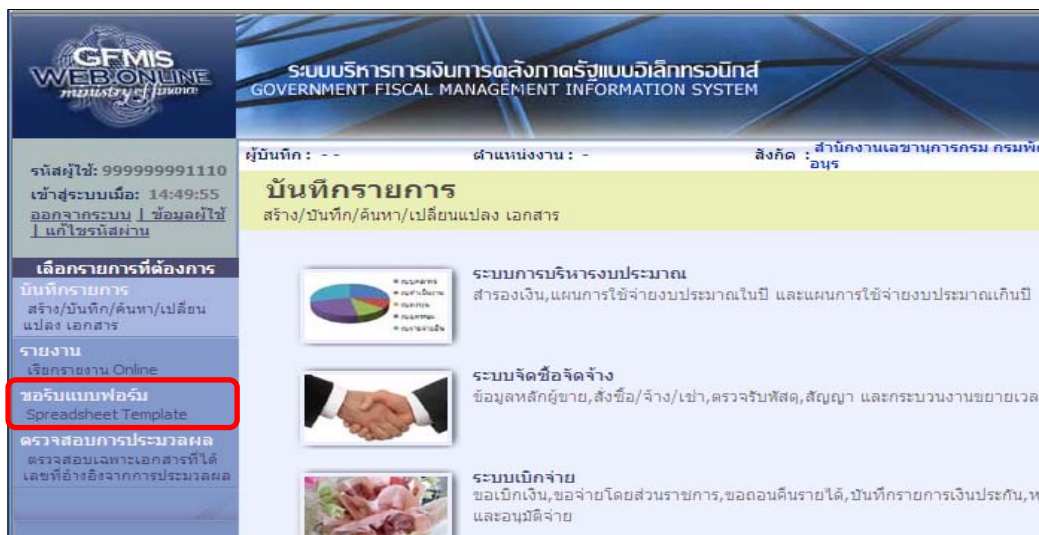 GFMIS
WEB ONLINE
ministry of finance
ระบบบริหารการเงินการคลังภาครัฐแบบอิเล็กทรอนิกส์
GOVERNMENT FISCAL MANAGEMENT INFORMATION SYSTEM
ผู้บันทึก : - - ตำแหน่งงาน : - สังกัด : สำนักงานเลขานุการกรม กรมพัฒ
อนุร
รหัสผู้ใช้: 999999991110
เข้าสู่ระบบเมื่อ: 14:49:55
ออกจากระบบ | ข้อมูลผู้ใช้
| แก้ไขรหัสผ่าน
บันทึกรายการ
สร้าง/บันทึก/ค้นหา/เปลี่ยนแปลง เอกสาร
เลือกรายการที่ต้องการ
บันทึกรายการ
สร้าง/บันทึก/ค้นหา/เปลี่ยน
แปลง เอกสาร
รายงาน
เรียกรายงาน Online
ขอรับแบบฟอร์ม
Spreadsheet Template
ตรวจสอบการประมวลผล
ตรวจสอบเฉพาะเอกสารที่ได้
เลขที่อ้างอิงจากการประมวลผล
ระบบการบริหารงบประมาณ
สำรองเงิน,แผนการใช้จ่ายงบประมาณในปี และแผนการใช้จ่ายงบประมาณเกินปี
ระบบจัดซื้อจัดจ้าง
ข้อมูลหลักผู้ขาย,สั่งซื้อ/จ้าง/เช่า,ตรวจรับพัสดุ,สัญญา และกระบวนงานขยายเวล
ระบบเบิกจ่าย
ขอเบิกเงิน,ขอจ่ายโดยส่วนราชการ,ขอถอนคืนรายได้,บันทึกรายการเงินประกัน,ห
และอนุมัติจ่าย